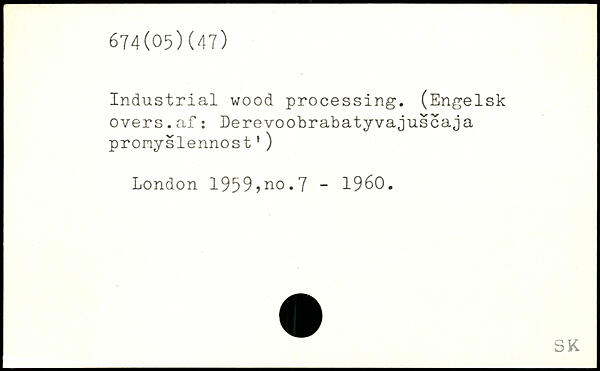 674(05)(47)
Industrial wood processing. (Engelsk
overs.af: Derevoobrabatyvajuščaja
promyšlennost')
London 1959,no.7 - 1960.
SK